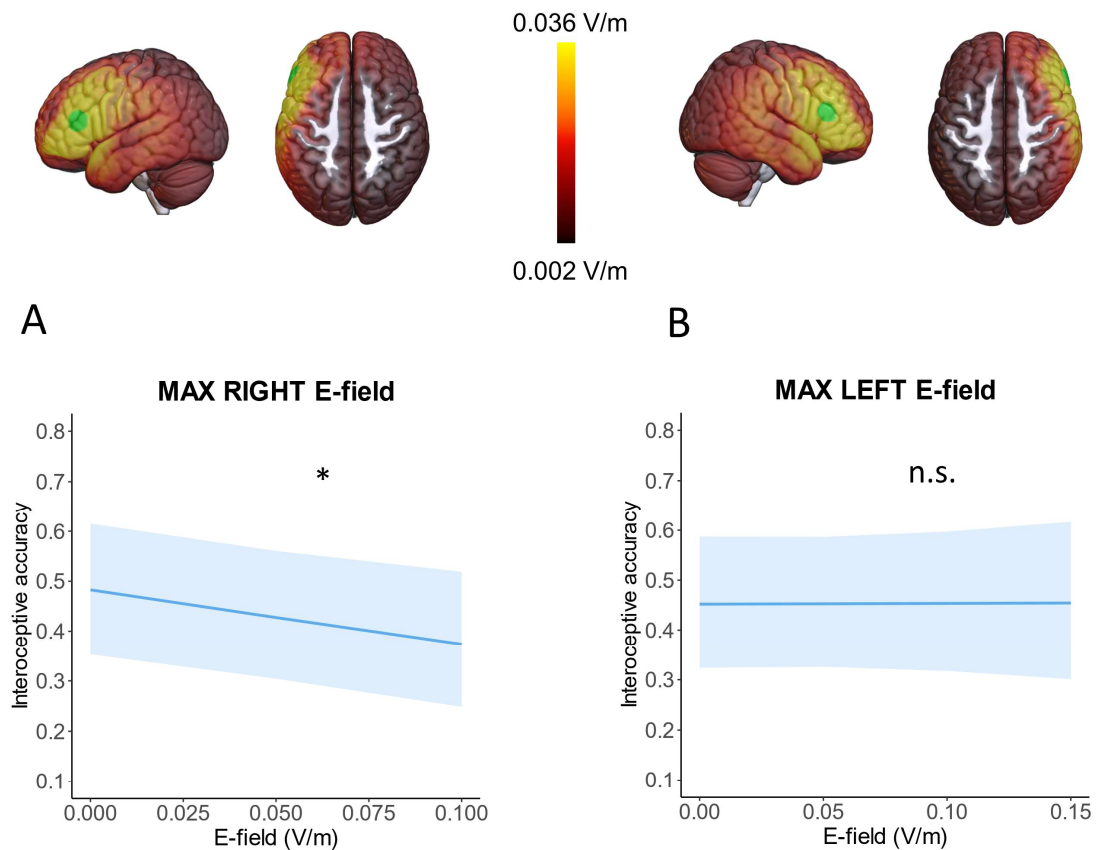 0.036 V/m
0.002 V/m
A
MAX RIGHT E-field
*
Interoceptive accuracy
0.8
0.7
0.6
0.5
0.4
0.3
0.2
0.1
0.000 0.025 0.050 0.075 0.100
E-field (V/m)
B
MAX LEFT E-field
n.s.
Interoceptive accuracy
0.8
0.7
0.6
0.5
0.4
0.3
0.2
0.1
0.00 0.05 0.10 0.15
E-field (V/m)